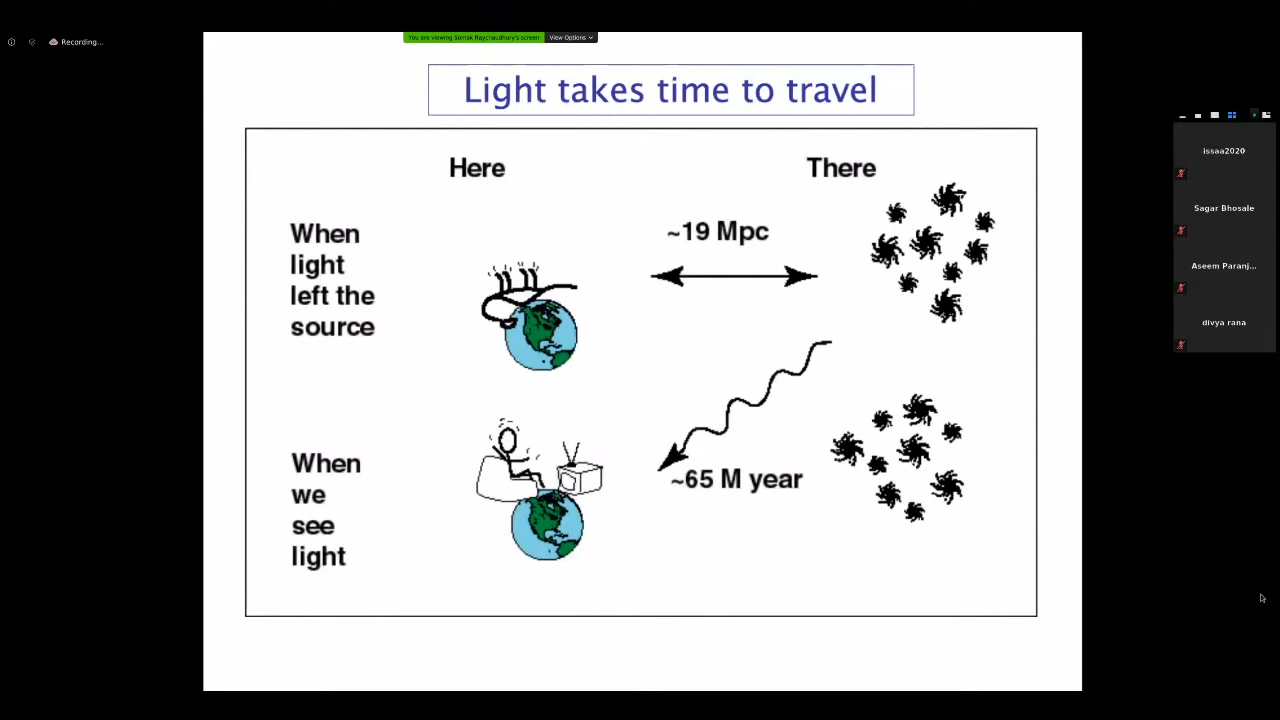 Recording...
You are viewing Somak Raychaudhury's screen
View Options
Light takes time to travel
Here
There
When
light
left the
source
~19 Mpc
When
we
see
light
~65 M year
issaa2020
Sagar Bhosale
Aseem Paranj...
divya rana